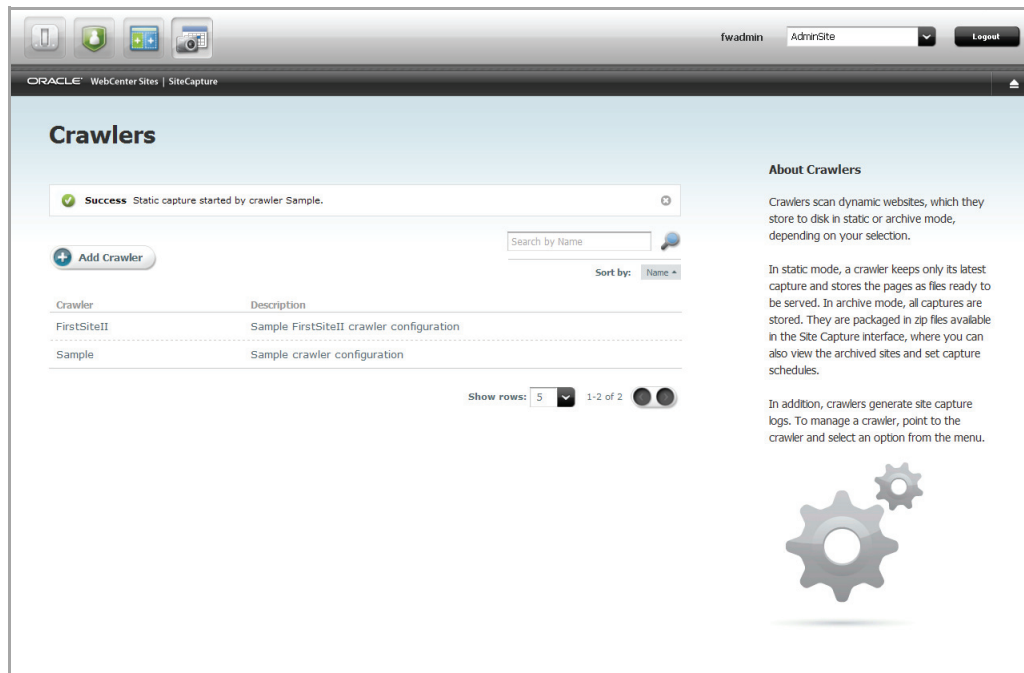 fwadmin AdminSite Logout
ORACLE WebCenter Sites | SiteCapture
Crawlers
Success Static capture started by crawler Sample.
Add Crawler
Search by Name
Sort by: Name
Crawler Description
FirstSiteII Sample FirstSiteII crawler configuration
Sample Sample crawler configuration
Show rows: 5 1-2 of 2
About Crawlers
Crawlers scan dynamic websites, which they
store to disk in static or archive mode,
depending on your selection.
In static mode, a crawler keeps only its latest
capture and stores the pages as files ready to
be served. In archive mode, all captures are
stored. They are packaged in zip files available
in the Site Capture interface, where you can
also view the archived sites and set capture
schedules.
In addition, crawlers generate site capture
logs. To manage a crawler, point to the
crawler and select an option from the menu.